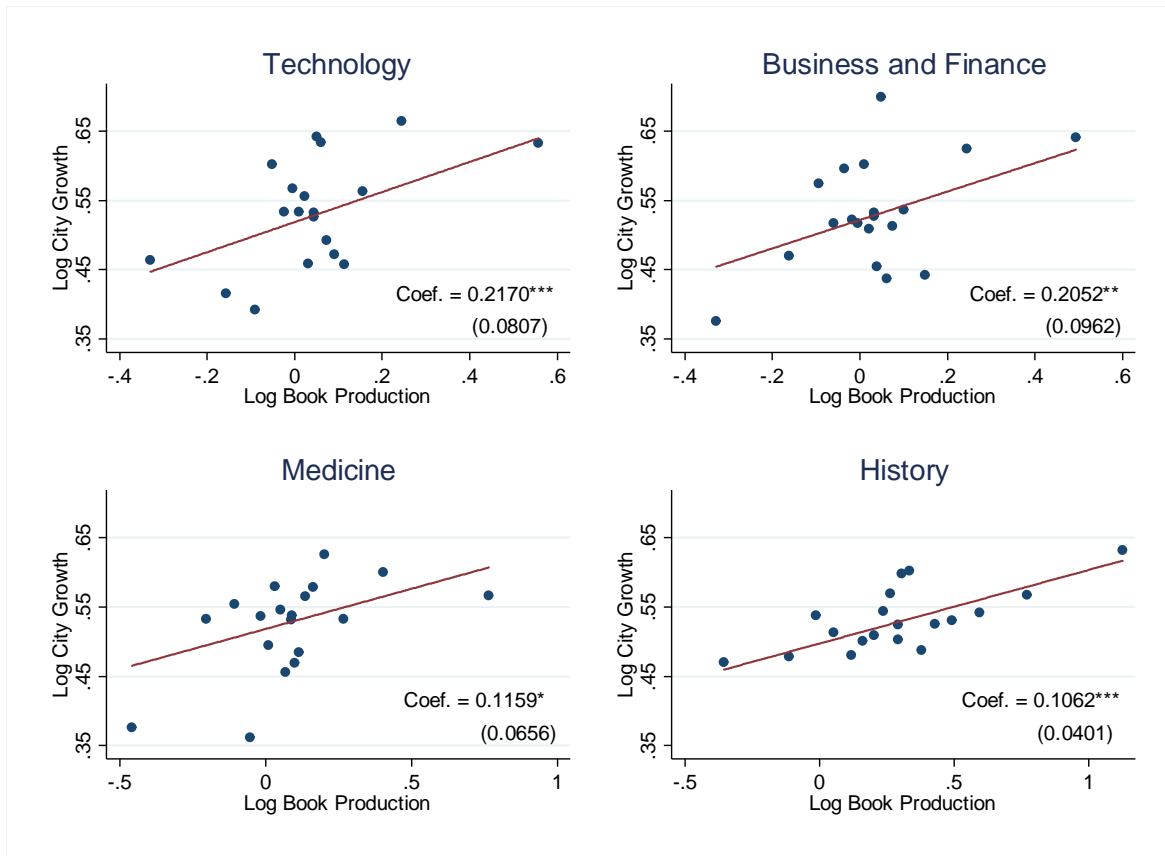 Technology
.65
.55
.45
.35
Log City Growth
Coef. = 0.2170***
(0.0807)
-.4 -.2 0 .2 .4 .6
Log Book Production
Business and Finance
.65
.55
.45
.35
Log City Growth
Coef. = 0.2052**
(0.0962)
-.4 -.2 0 .2 .4 .6
Log Book Production
Medicine
.65
.55
.45
.35
Log City Growth
Coef. = 0.1159*
(0.0656)
-.5 0 .5 1
Log Book Production
History
.65
.55
.45
.35
Log City Growth
Coef. = 0.1062***
(0.0401)
-.5 0 .5 1
Log Book Production